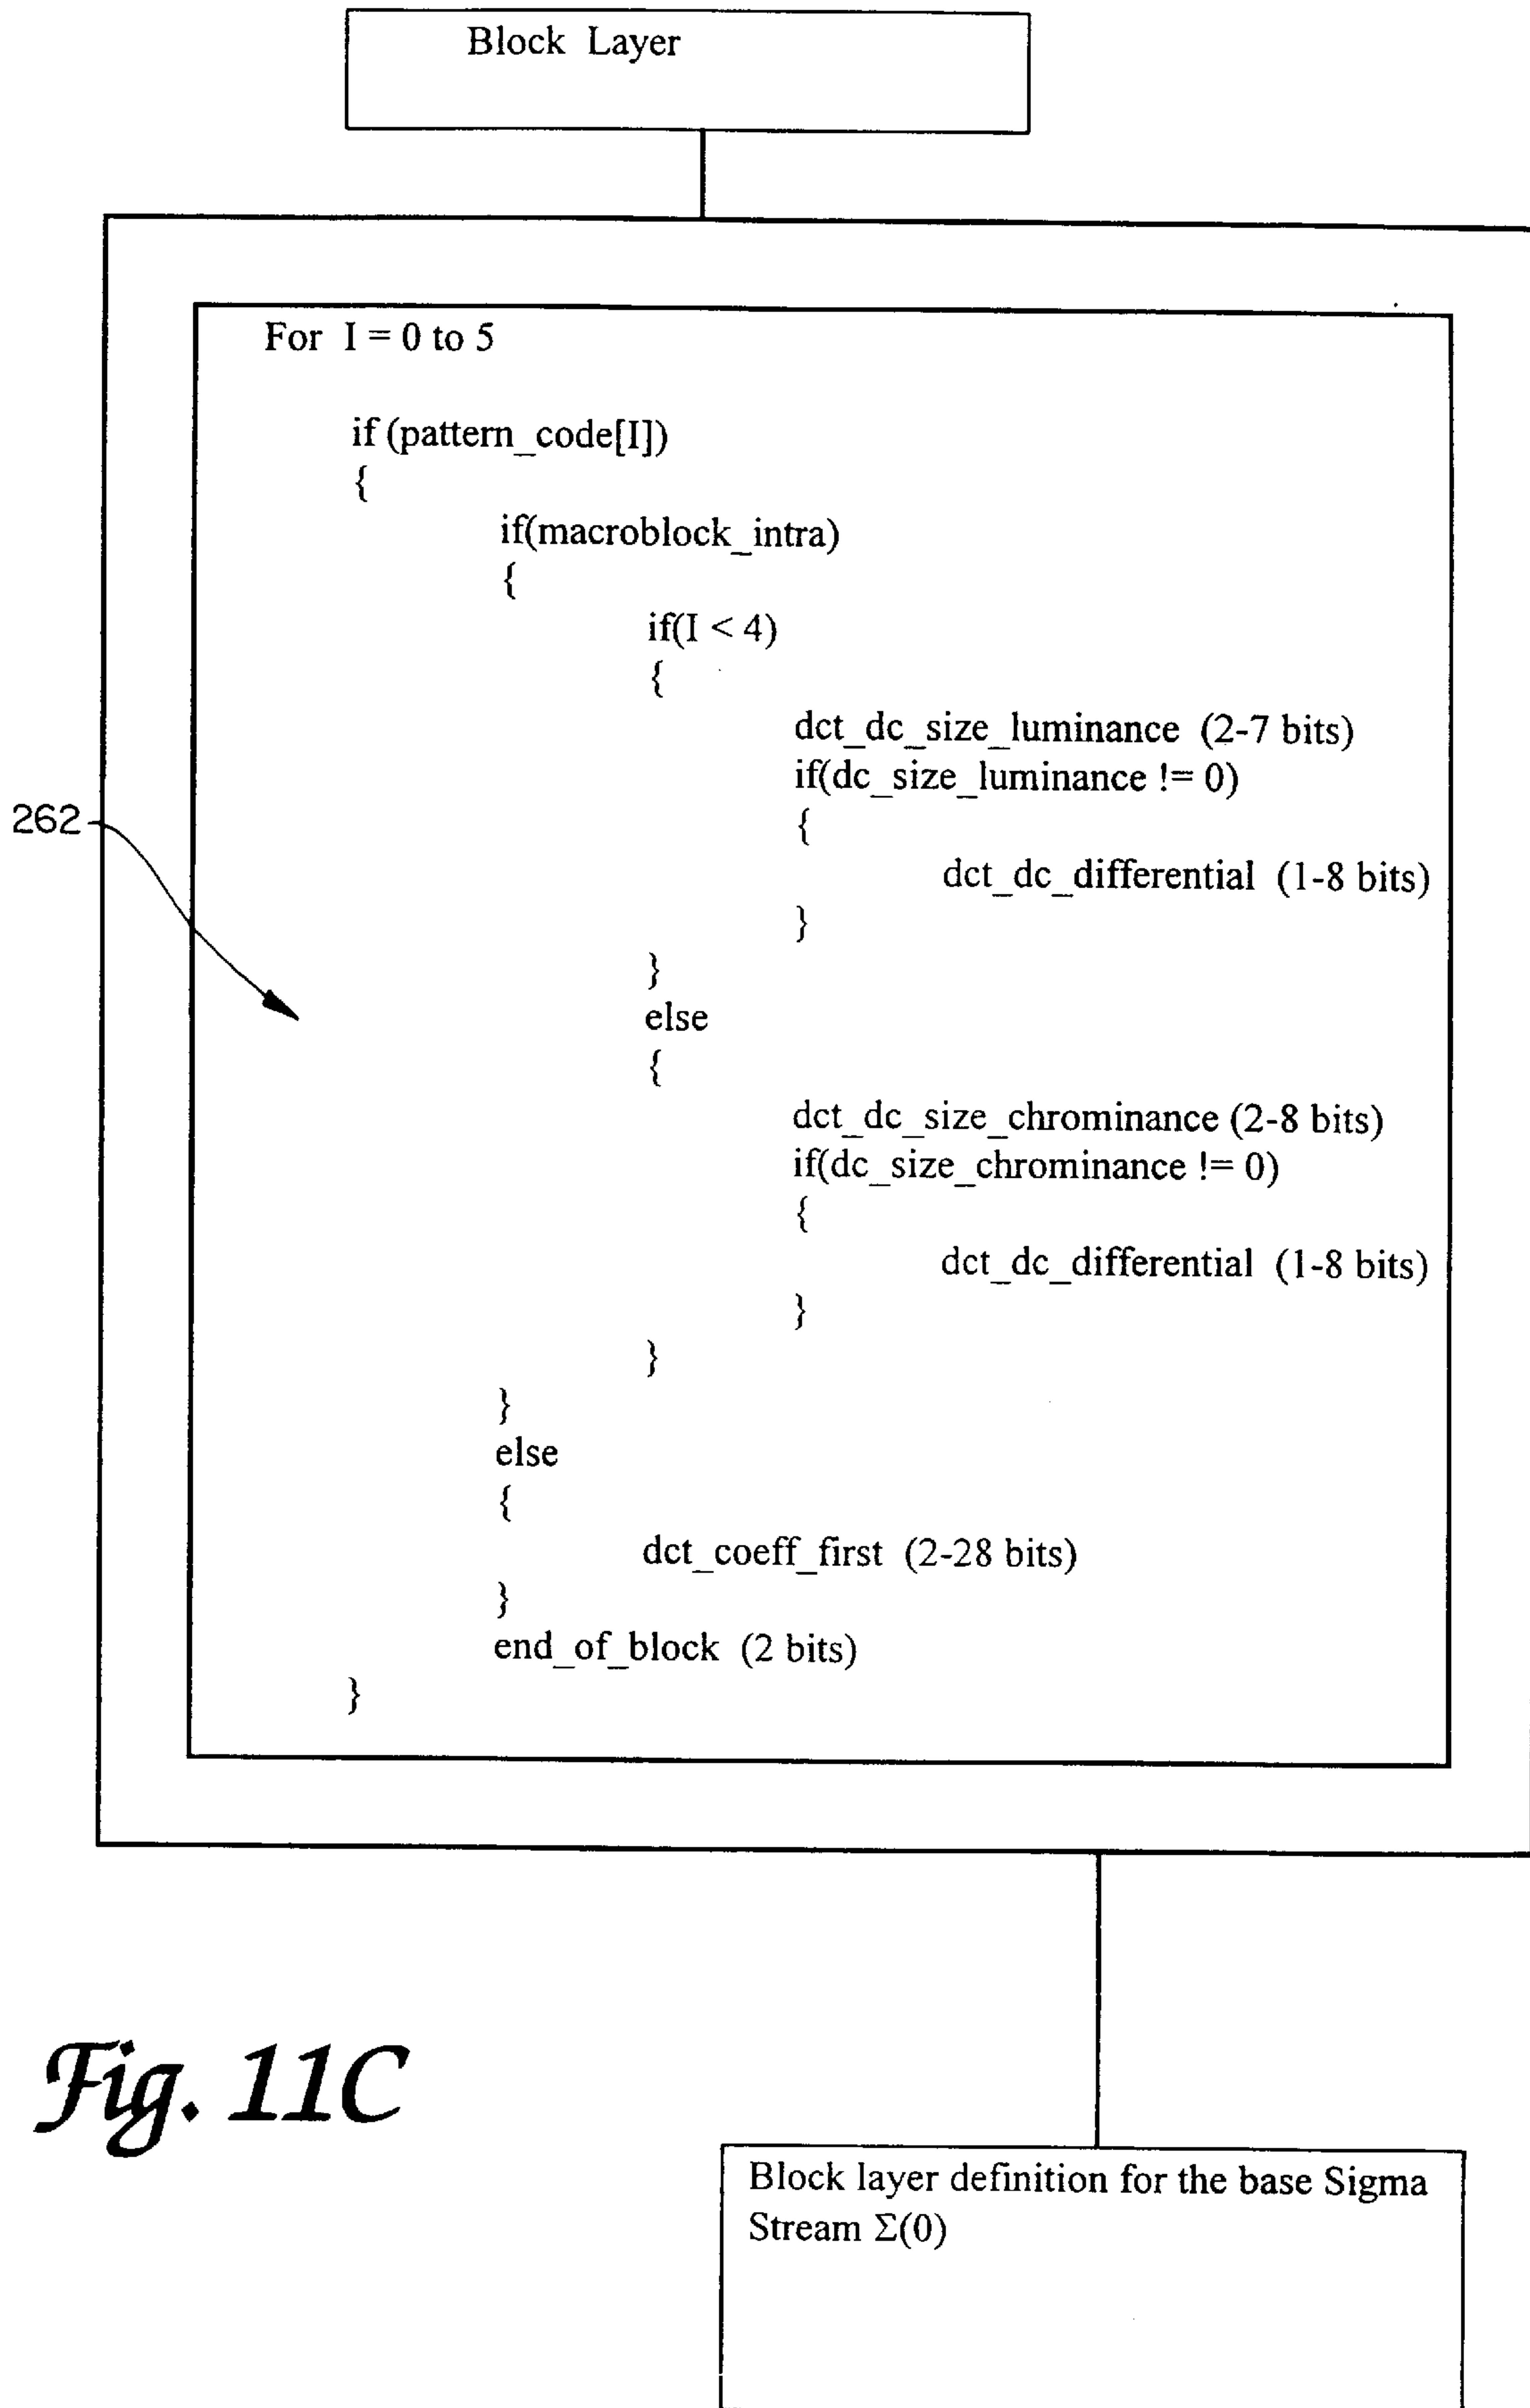 Block Layer
For I = 0 to 5
if (pattern_code[I])
{
if(macroblock_intra)
{
if(I < 4)
{
dct_dc_size_luminance (2-7 bits)
if(dc_size_luminance != 0)
{
dct_dc_differential (1-8 bits)
}
}
else
{
dct_dc_size_chrominance (2-8 bits)
if(dc_size_chrominance != 0)
{
dct_dc_differential (1-8 bits)
}
}
}
else
{
dct_coeff_first (2-28 bits)
}
end_of_block (2 bits)
}
262
Fig. 11C
Block layer definition for the base Sigma
Stream Σ(0)